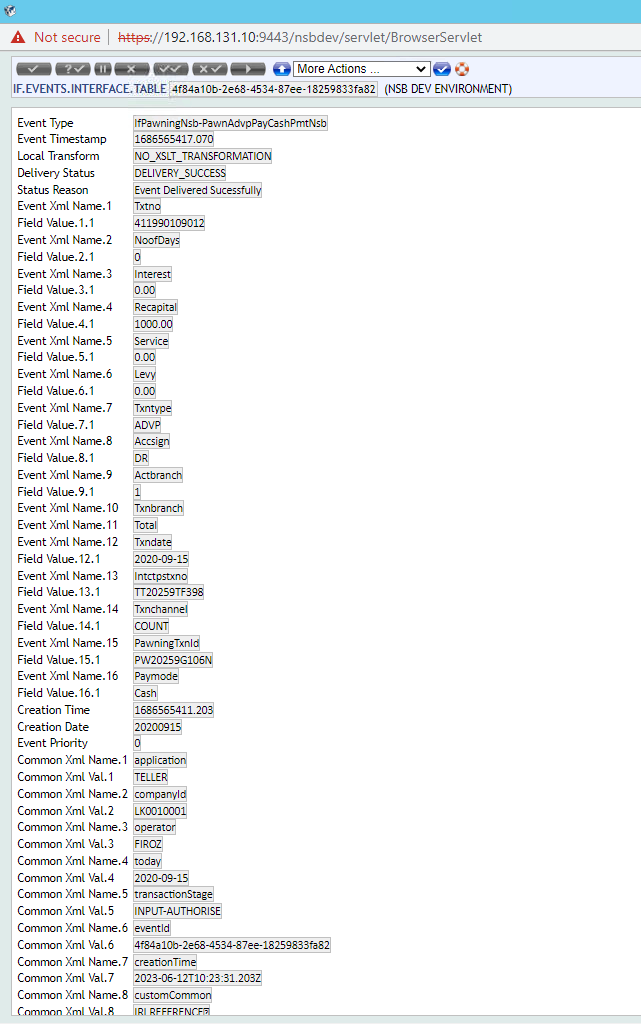 Not secure | https://192.168.131.10:9443/nsbdev/servlet/BrowserServlet
More Actions ...
IF.EVENTS.INTERFACE.TABLE 4f84a10b-2e68-4534-87ee-18259833fa82 (NSB DEV ENVIRONMENT)
Event Type IfPawningNsb-PawnAdvpPayCashPmtNsb
Event Timestamp 1686565417.070
Local Transform NO_XSLT_TRANSFORMATION
Delivery Status DELIVERY_SUCCESS
Status Reason Event Delivered Sucessfully
Event Xml Name.1 Txtno
Field Value.1.1 411990109012
Event Xml Name.2 NoofDays
Field Value.2.1 0
Event Xml Name.3 Interest
Field Value.3.1 0.00
Event Xml Name.4 Recapital
Field Value.4.1 1000.00
Event Xml Name.5 Service
Field Value.5.1 0.00
Event Xml Name.6 Levy
Field Value.6.1 0.00
Event Xml Name.7 Txntype
Field Value.7.1 ADVP
Event Xml Name.8 Accsign
Field Value.8.1 DR
Event Xml Name.9 Actbranch
Field Value.9.1 1
Event Xml Name.10 Txnbranch
Event Xml Name.11 Total
Event Xml Name.12 Txndate
Field Value.12.1 2020-09-15
Event Xml Name.13 Intctpstxno
Field Value.13.1 TT20259TF398
Event Xml Name.14 Txnchannel
Field Value.14.1 COUNT
Event Xml Name.15 PawningTxnId
Field Value.15.1 PW20259G106N
Event Xml Name.16 Paymode
Field Value.16.1 Cash
Creation Time 1686565411.203
Creation Date 20200915
Event Priority 0
Common Xml Name.1 application
Common Xml Val.1 TELLER
Common Xml Name.2 companyId
Common Xml Val.2 LK0010001
Common Xml Name.3 operator
Common Xml Val.3 FIROZ
Common Xml Name.4 today
Common Xml Val.4 2020-09-15
Common Xml Name.5 transactionStage
Common Xml Val.5 INPUT-AUTHORISE
Common Xml Name.6 eventId
Common Xml Val.6 4f84a10b-2e68-4534-87ee-18259833fa82
Common Xml Name.7 creationTime
Common Xml Val.7 2023-06-12T10:23:31.203Z
Common Xml Name.8 customCommon
Common Xml Val.8